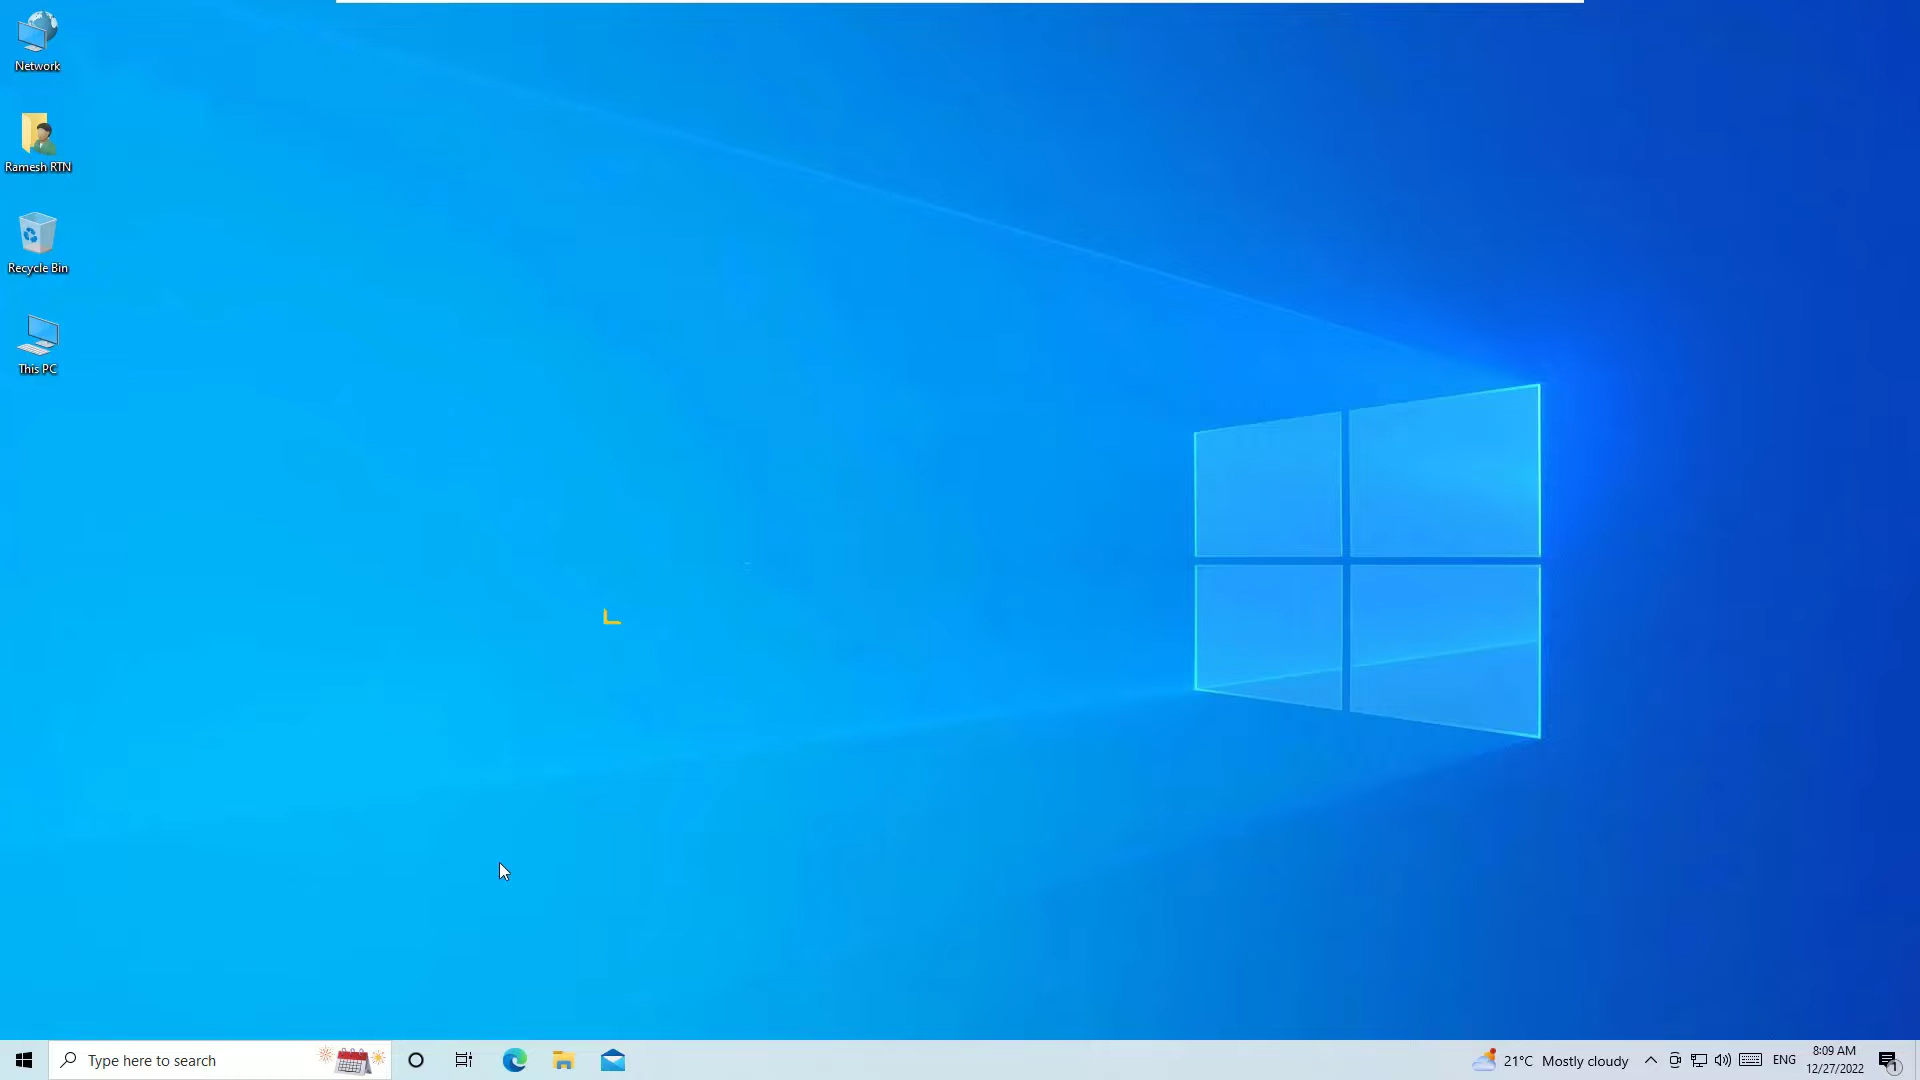 Network
Ramesh RTN
Recycle Bin
This PC
Type here to search
21°C Mostly cloudy
ENG
8:09 AM
12/27/2022
1